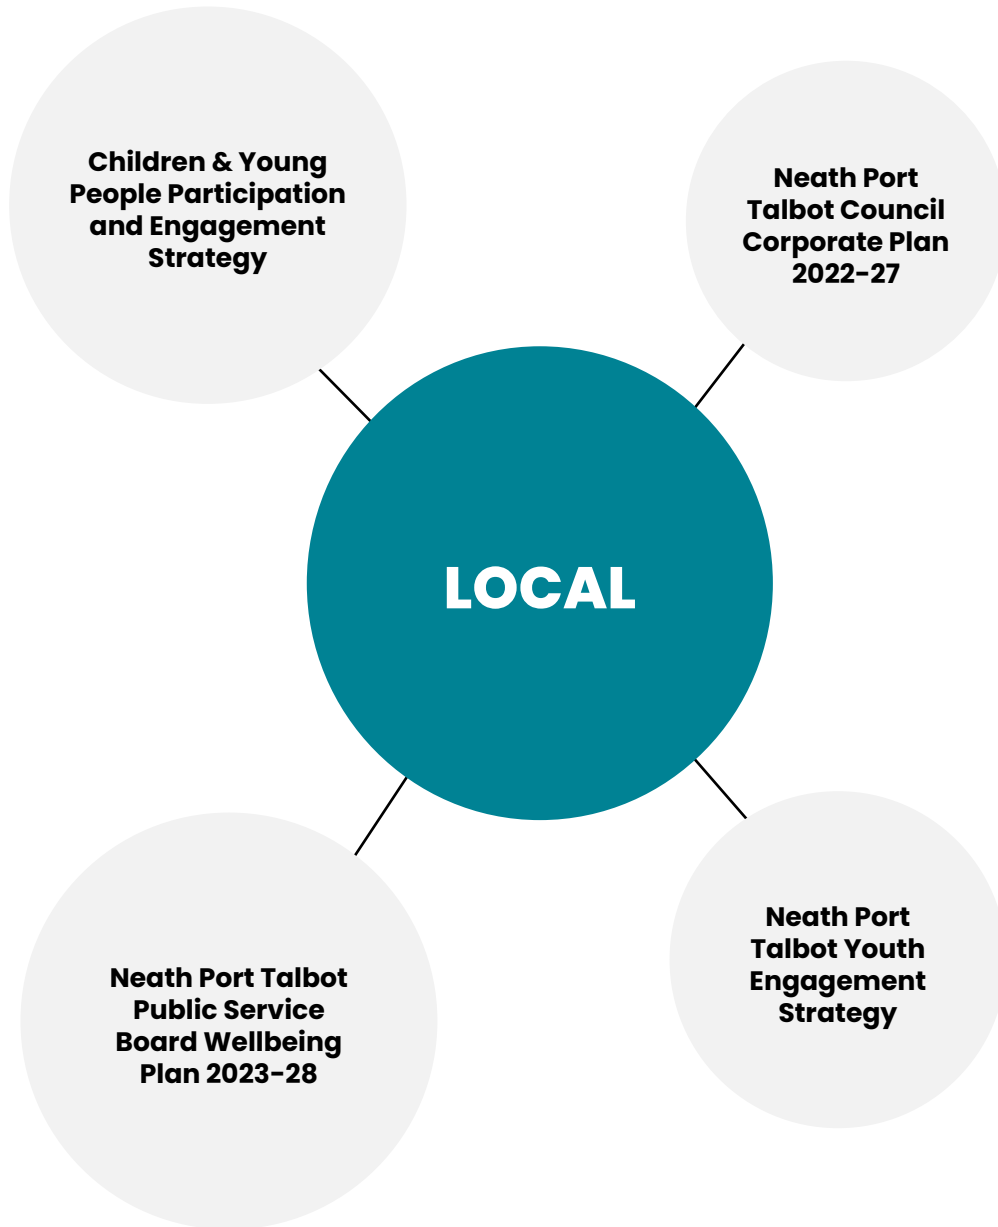 Children & Young
People Participation
and Engagement
Strategy
Neath Port
Talbot Council
Corporate Plan
2022-27
LOCAL
Neath Port Talbot
Public Service
Board Wellbeing
Plan 2023-28
Neath Port
Talbot Youth
Engagement
Strategy